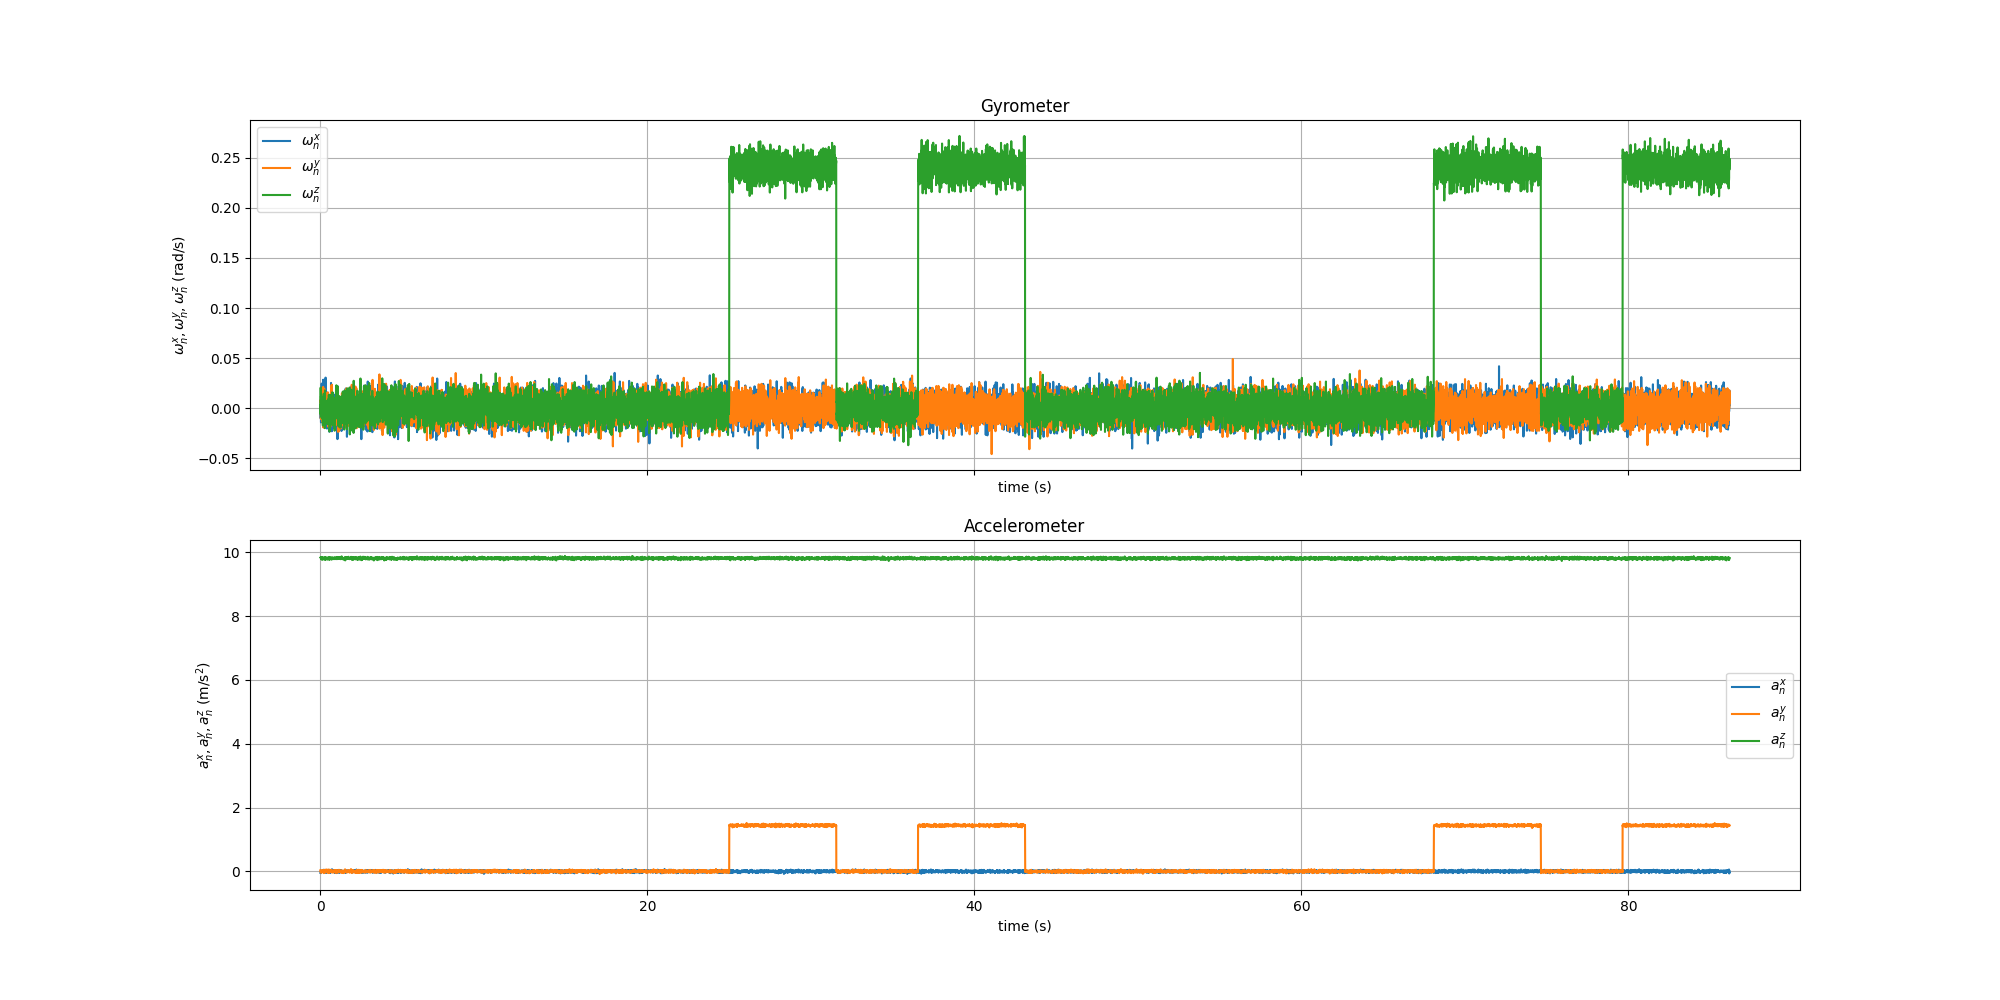 Gyrometer
ωₙˣ
ωₙʸ
ωₙᶻ
0.25
0.20
0.15
0.10
0.05
0.00
−0.05
ωₙˣ, ωₙʸ, ωₙᶻ (rad/s)
time (s)
Accelerometer
10
8
6
4
2
0
aₙˣ, aₙʸ, aₙᶻ (m/s²)
aₙˣ
aₙʸ
aₙᶻ
0 20 40 60 80
time (s)